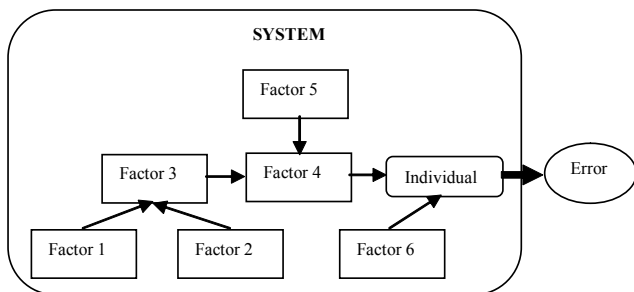 SYSTEM
Factor 5
Factor 3
Factor 4
Individual
Error
Factor 1
Factor 2
Factor 6